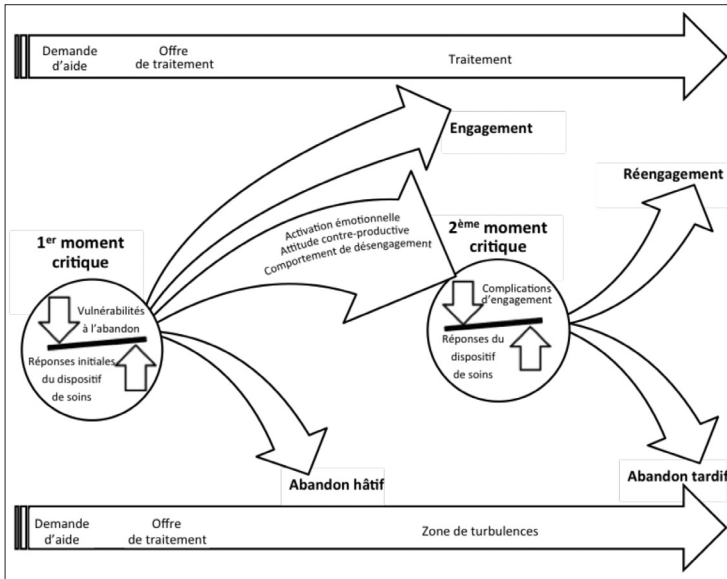 Demande
d'aide
Offre
de traitement
Traitement
Engagement
Réengagement
Activation émotionnelle
Attitude contre-productive
Comportement de désengagement
1er moment
critique
2ème moment
critique
Vulnérabilités
à l'abandon
Réponses initiales
du dispositif
de soins
Complications
d'engagement
Réponses du
dispositif
de soins
Abandon hâtif
Abandon tardif
Demande
d'aide
Offre
de traitement
Zone de turbulences